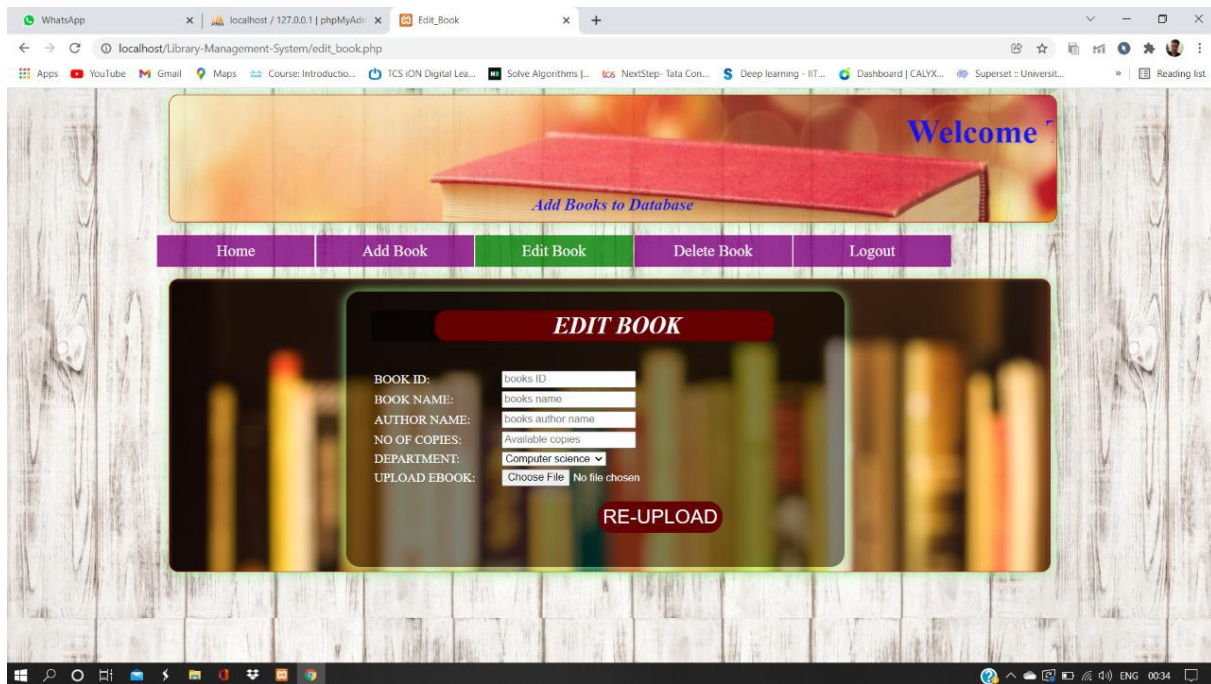 WhatsApp
localhost / 127.0.0.1 | phpMyAdm
Edit_Book
localhost/Library-Management-System/edit_book.php
Apps YouTube Gmail Maps Course: Introductio... TCS iON Digital Lea... Solve Algorithms |... NextStep- Tata Con... Deep learning - IIT... Dashboard | CALYX... Superset :: Universit... » Reading list
Welcome
Add Books to Database
Home Add Book Edit Book Delete Book Logout
EDIT BOOK
BOOK ID: books ID
BOOK NAME: books name
AUTHOR NAME: books author name
NO OF COPIES: Available copies
DEPARTMENT: Computer science
UPLOAD EBOOK: Choose File No file chosen
RE-UPLOAD
ENG 00:34